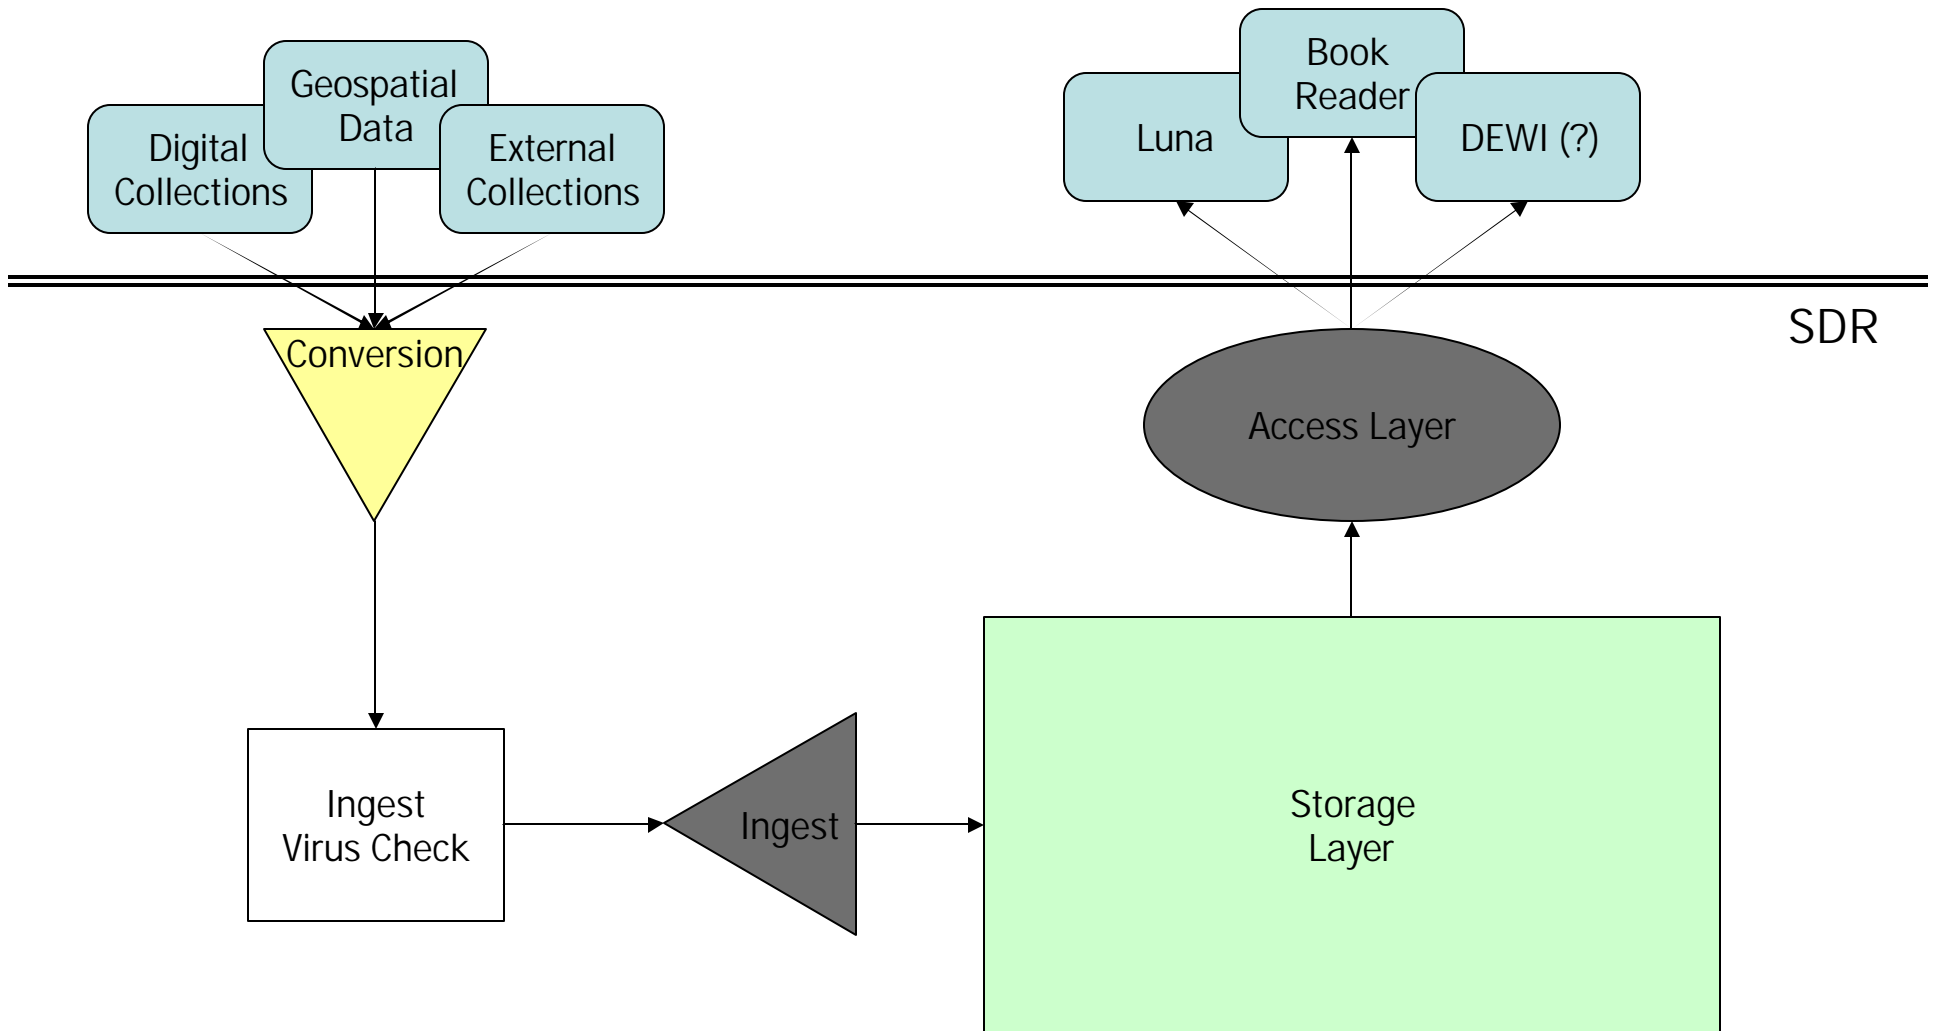 Geospatial
Data
Digital
Collections
External
Collections
Book
Reader
Luna
DEWI (?)
SDR
Conversion
Access Layer
Ingest
Virus Check
Ingest
Storage
Layer